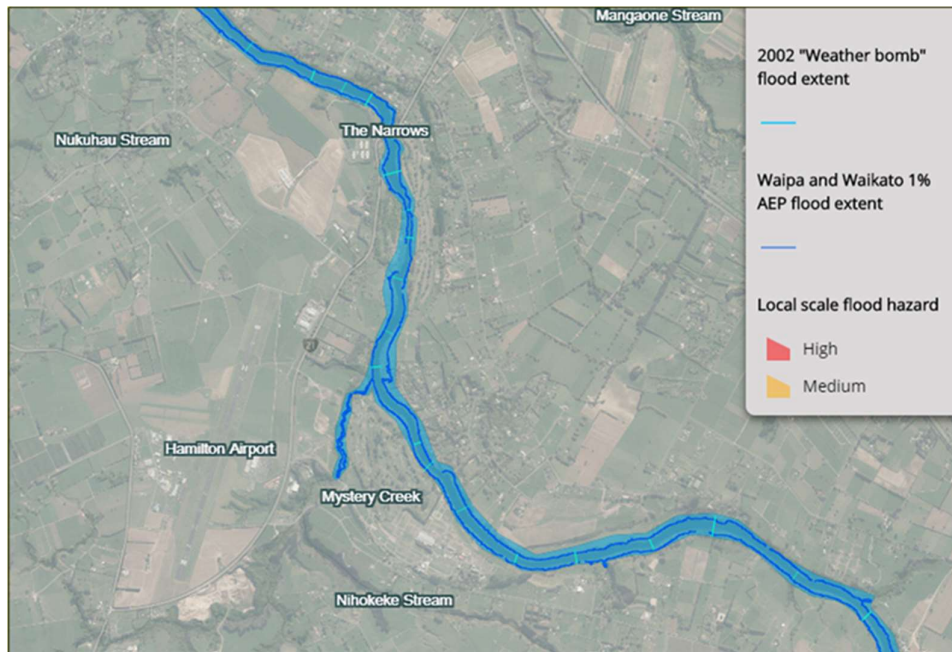 Mangaone Stream
The Narrows
Nukuhau Stream
Hamilton Airport
Mystery Creek
Nihokeke Stream
2002 "Weather bomb"
flood extent
Waipa and Waikato 1%
AEP flood extent
Local scale flood hazard
High
Medium